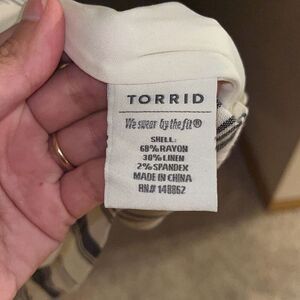 TORRID
We swear by the fit®
SHELL:
68% RAYON
30% LINEN
2% SPANDEX
MADE IN CHINA
RN# 148862